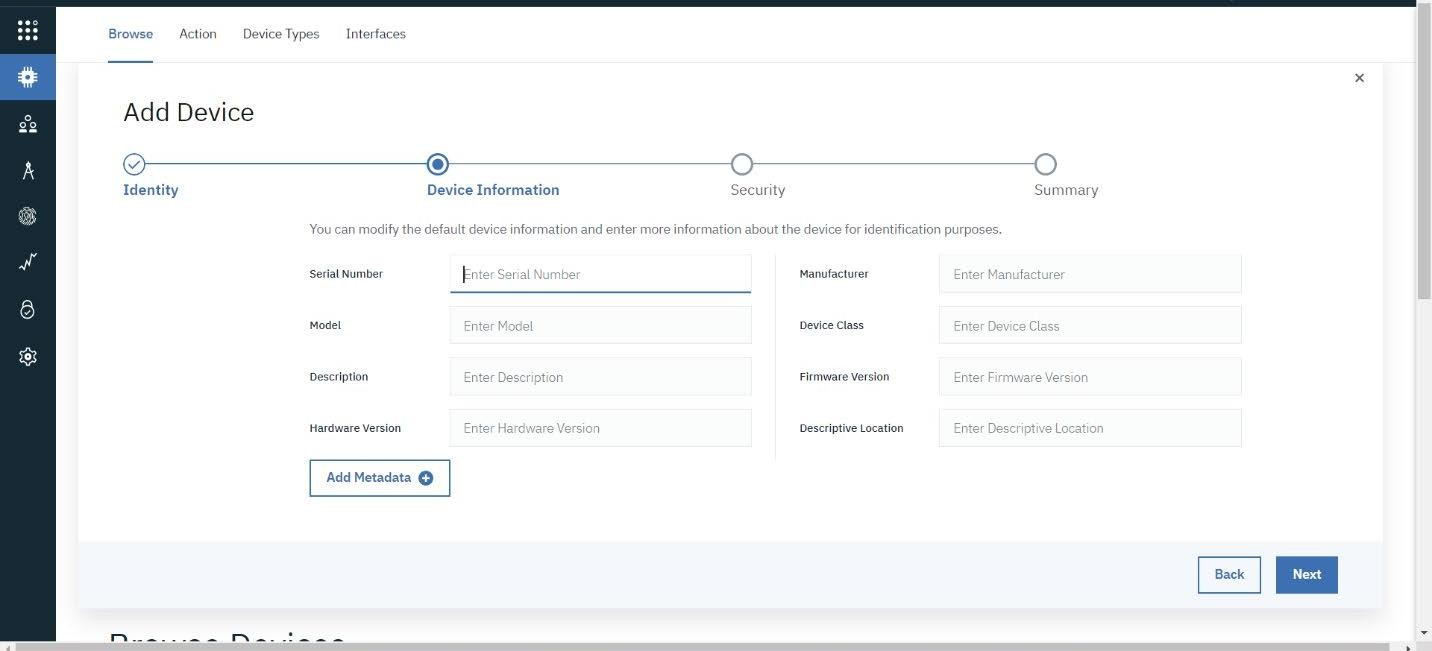 Browse Action Device Types Interfaces
Add Device
Identity Device Information Security Summary
You can modify the default device information and enter more information about the device for identification purposes.
Serial Number Enter Serial Number Manufacturer Enter Manufacturer
Model Enter Model Device Class Enter Device Class
Description Enter Description Firmware Version Enter Firmware Version
Hardware Version Enter Hardware Version Descriptive Location Enter Descriptive Location
Add Metadata
Back Next
Browse Devices